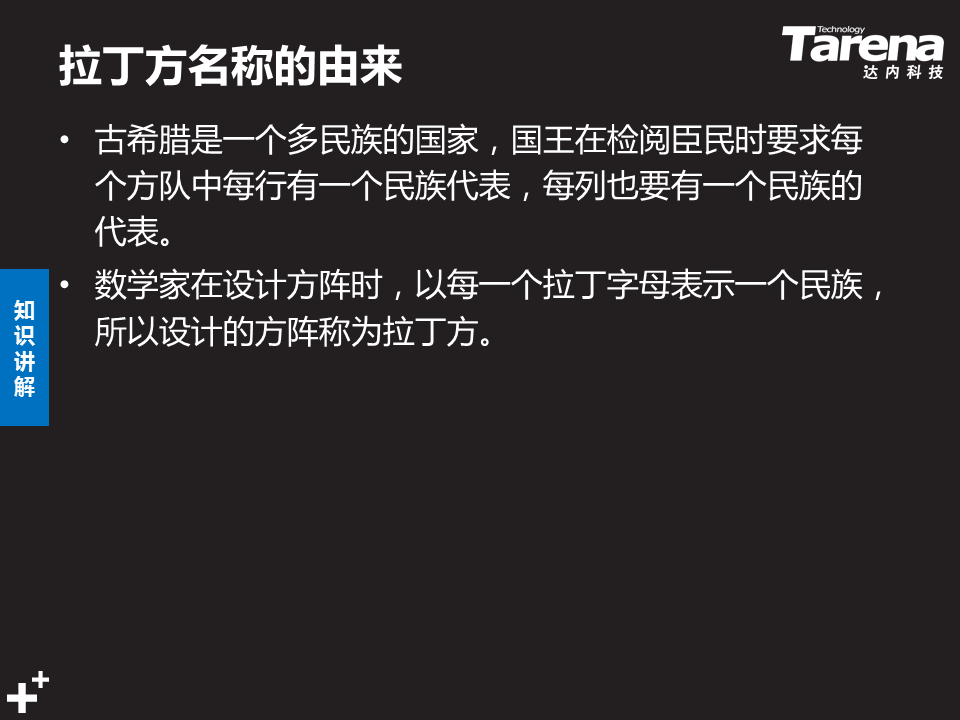 拉丁方名称的由来
Technology
Tarena
达内科技
• 古希腊是一个多民族的国家，国王在检阅臣民时要求每
个方队中每行有一个民族代表，每列也要有一个民族的
代表。
• 数学家在设计方阵时，以每一个拉丁字母表示一个民族，
所以设计的方阵称为拉丁方。
知
识
讲
解